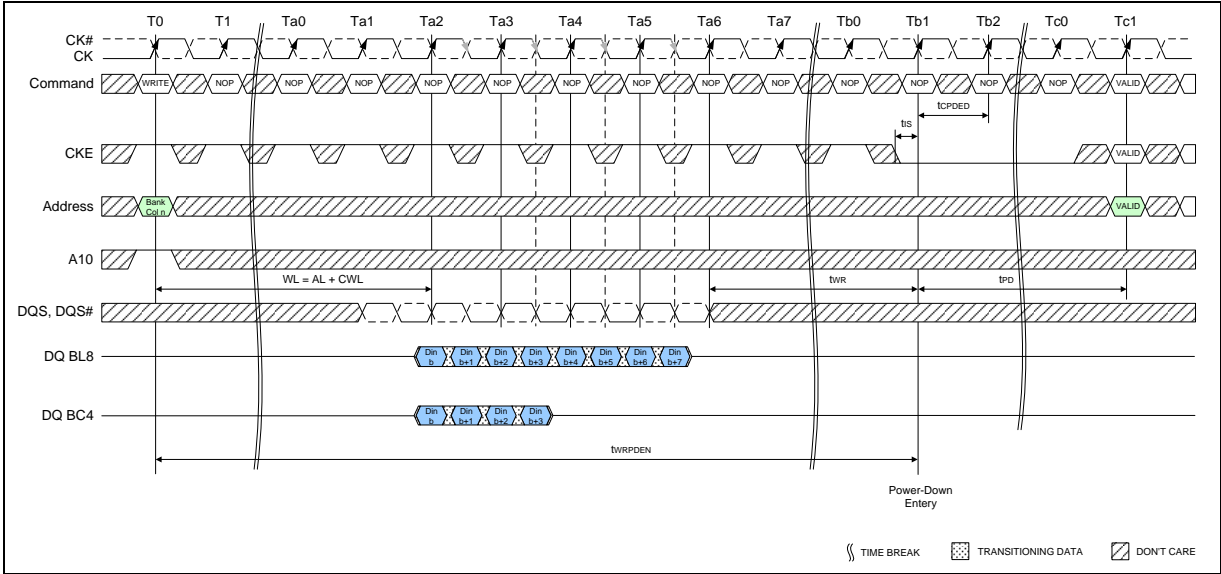 T0 T1 Ta0 Ta1 Ta2 Ta3 Ta4 Ta5 Ta6 Ta7 Tb0 Tb1 Tb2 Tc0 Tc1
CK#
CK
Command WRITE NOP NOP NOP NOP NOP NOP NOP NOP NOP NOP NOP NOP NOP VALID
tCPDED
tIS
CKE VALID
Address Bank Col n VALID
A10
WL = AL + CWL tWR tPD
DQS, DQS#
DQ BL8 Din b Din b+1 Din b+2 Din b+3 Din b+4 Din b+5 Din b+6 Din b+7
DQ BC4 Din b Din b+1 Din b+2 Din b+3
tWRPDEN
Power-Down
Entery
TIME BREAK TRANSITIONING DATA DON'T CARE